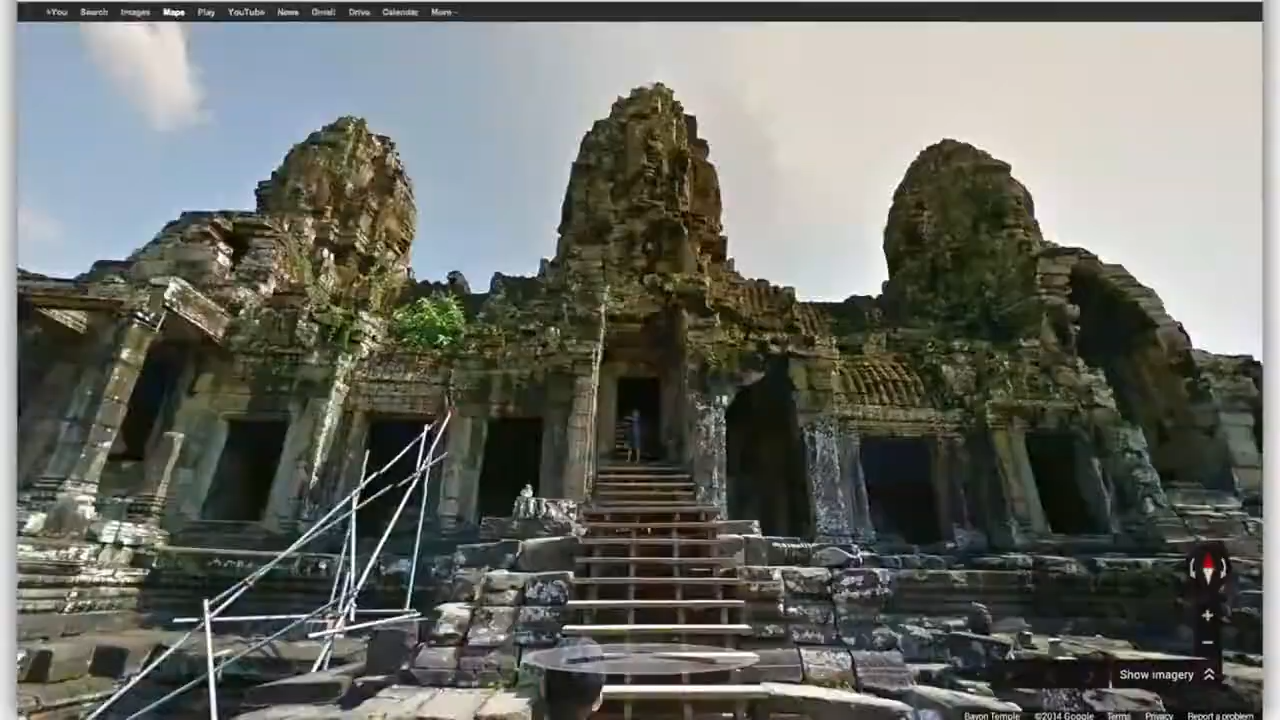 +You Search Images Maps Play YouTube News Gmail Drive Calendar More
Show imagery
Bayon Temple ©2014 Google Terms Privacy Report a problem